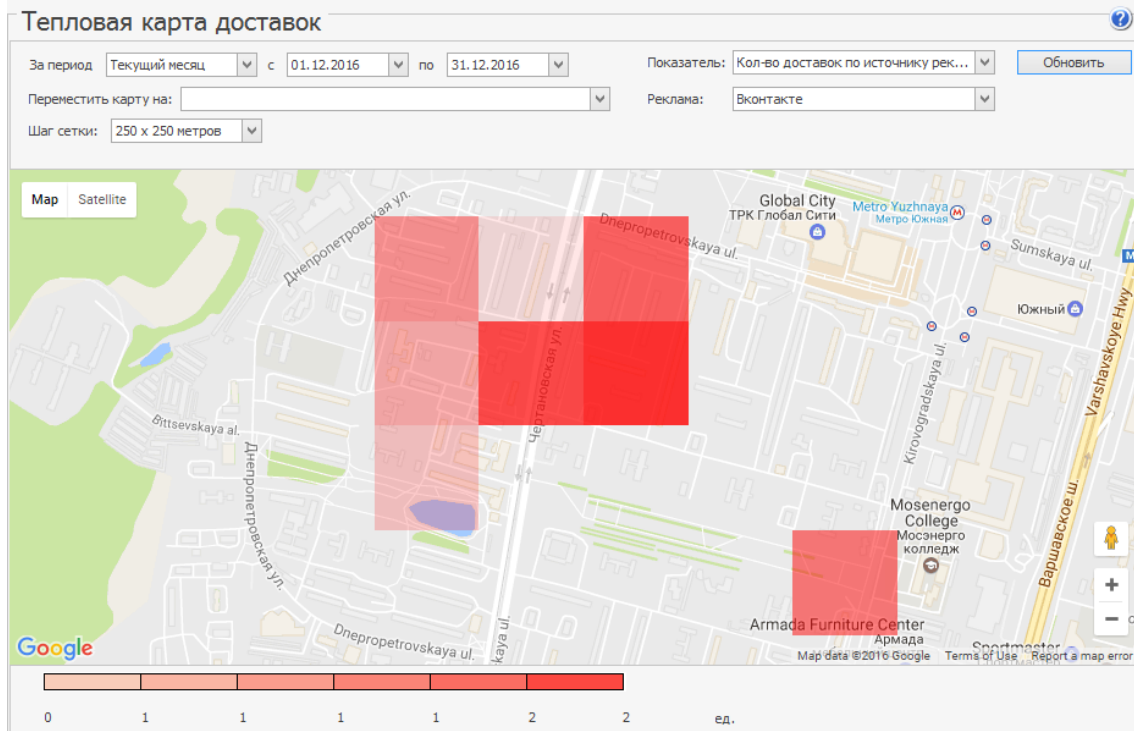 Тепловая карта доставок
За период Текущий месяц с 01.12.2016 по 31.12.2016 Показатель: Кол-во доставок по источнику рек... Обновить
Переместить карту на: Реклама: Вконтакте
Шаг сетки: 250 x 250 метров
Map Satellite
Днепропетровская ул.
Dnepropetrovskaya ul.
Global City
ТРК Глобал Сити
Metro Yuzhnaya
Метро Южная
Sumskaya ul.
Южный
Varshavskoye Hwy
Чертановская ул.
Kirovogradskaya ul.
Bittsevskaya al.
Днепропетровская ул.
Mosenergo
College
Мосэнерго
колледж
Варшавское ш.
Armada Furniture Center
Армада
Dnepropetrovskaya ul.
skaya ul.
Sportmaster
Google
Map data ©2016 Google Terms of Use Report a map error
0 1 1 1 1 2 2 ед.